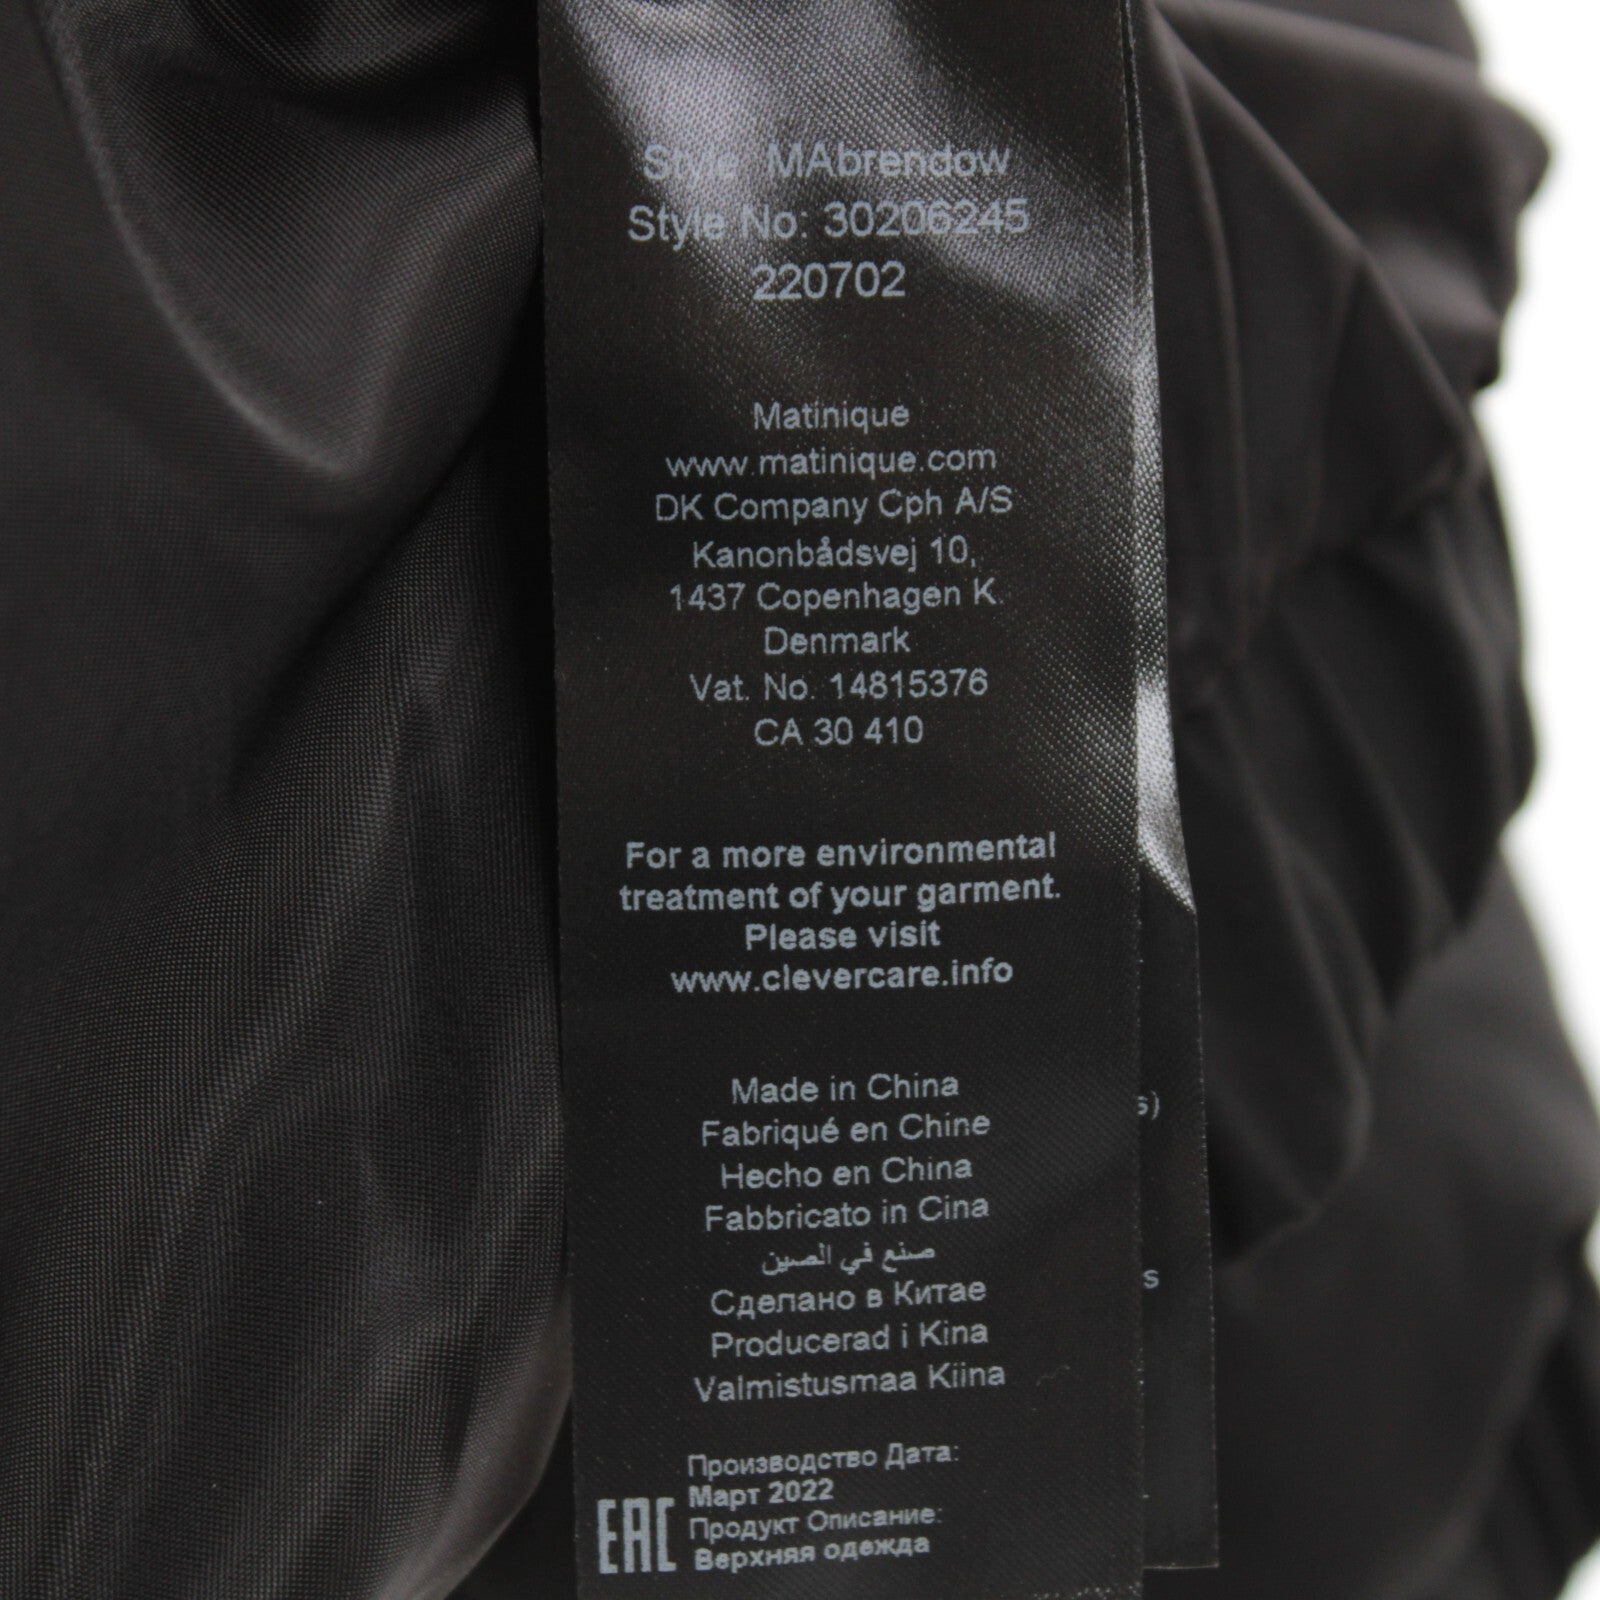 Style: MAbrendow
Style No: 30206245
220702
Matinique
www.matinique.com
DK Company Cph A/S
Kanonbådsvej 10,
1437 Copenhagen K.
Denmark
Vat. No. 14815376
CA 30 410
For a more environmental
treatment of your garment.
Please visit
www.clevercare.info
Made in China
Fabriqué en Chine
Hecho en China
Fabbricato in Cina
صنع في الصين
Сделано в Китае
Producerad i Kina
Valmistusmaa Kiina
Производство Дата:
Март 2022
EAC
Продукт Описание:
Верхняя одежда
s)
s